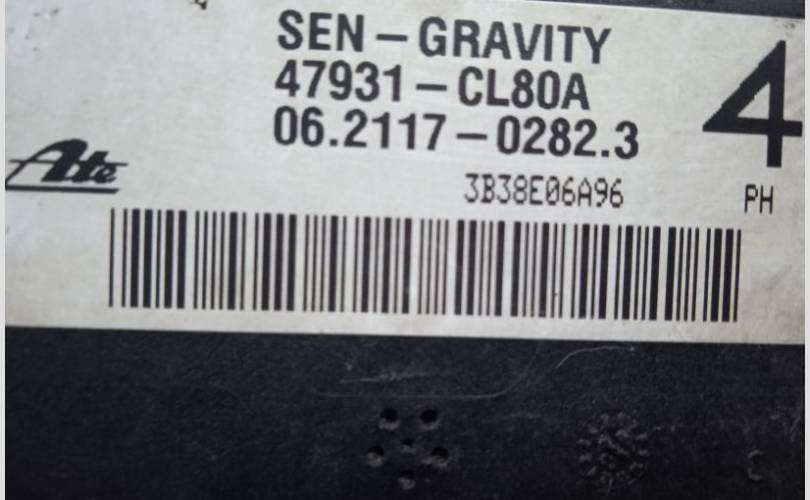 SEN-GRAVITY
47931-CL80A
06.2117-0282.3
4
Ate
3B38E06A96
PH